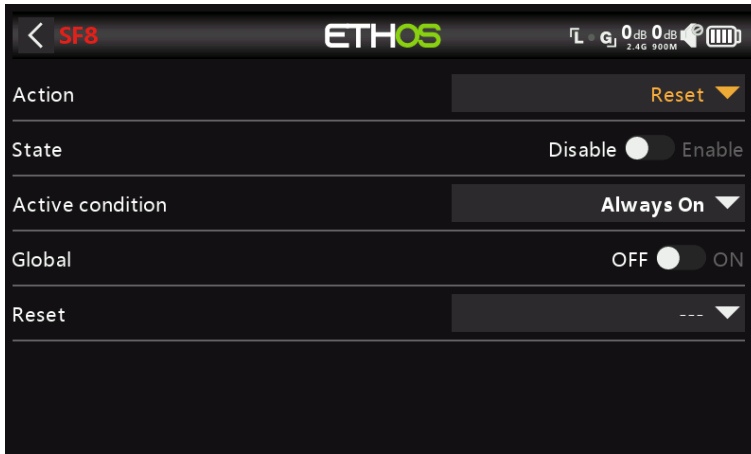 SF8 ETHOS L G 0dB 0dB
2.4G 900M
Action Reset
State Disable Enable
Active condition Always On
Global OFF ON
Reset ---